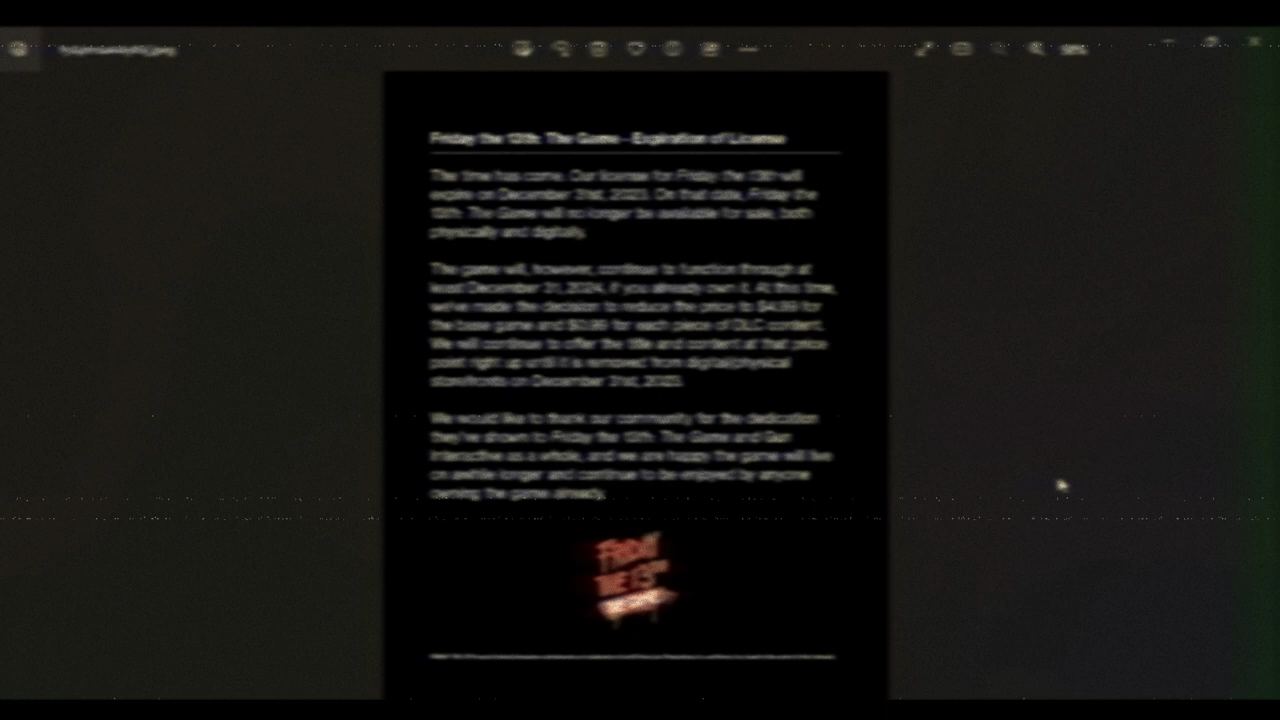 Friday the 13th: The Game - Expiration of License
The time has come. Our license for Friday the 13th will
expire on December 31st, 2023. On that date, Friday the
13th: The Game will no longer be available for sale, both
physically and digitally.
The game will, however, continue to function through at
least December 31, 2024, if you already own it. At this time,
we've made the decision to reduce the price to $4.99 for
the base game and $0.99 for each piece of DLC content.
We will continue to offer the title and content at that price
point right up until it is removed from digital/physical
storefronts on December 31st, 2023.
We would like to thank our community for the dedication
they've shown to Friday the 13th: The Game and Gun
Interactive as a whole, and we are happy the game will live
on awhile longer and continue to be enjoyed by anyone
owning the game already.
FRIDAY
THE 13TH